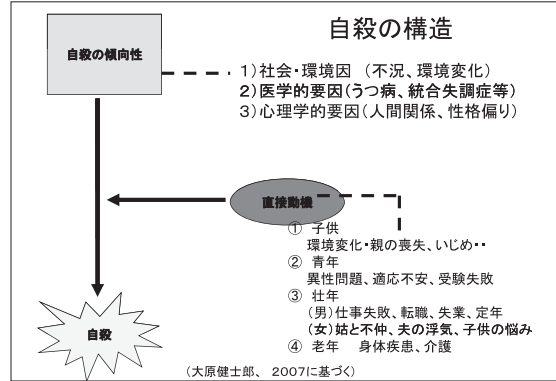 自殺の構造
自殺の傾向性
1)社会・環境因 (不況、環境変化)
2)医学的要因(うつ病、統合失調症等)
3)心理学的要因(人間関係、性格偏り)
直接動機
① 子供
環境変化・親の喪失、いじめ・・
② 青年
異性問題、適応不安、受験失敗
③ 壮年
(男)仕事失敗、転職、失業、定年
(女)姑と不仲、夫の浮気、子供の悩み
④ 老年 身体疾患、介護
自殺
(大原健士郎、2007に基づく)